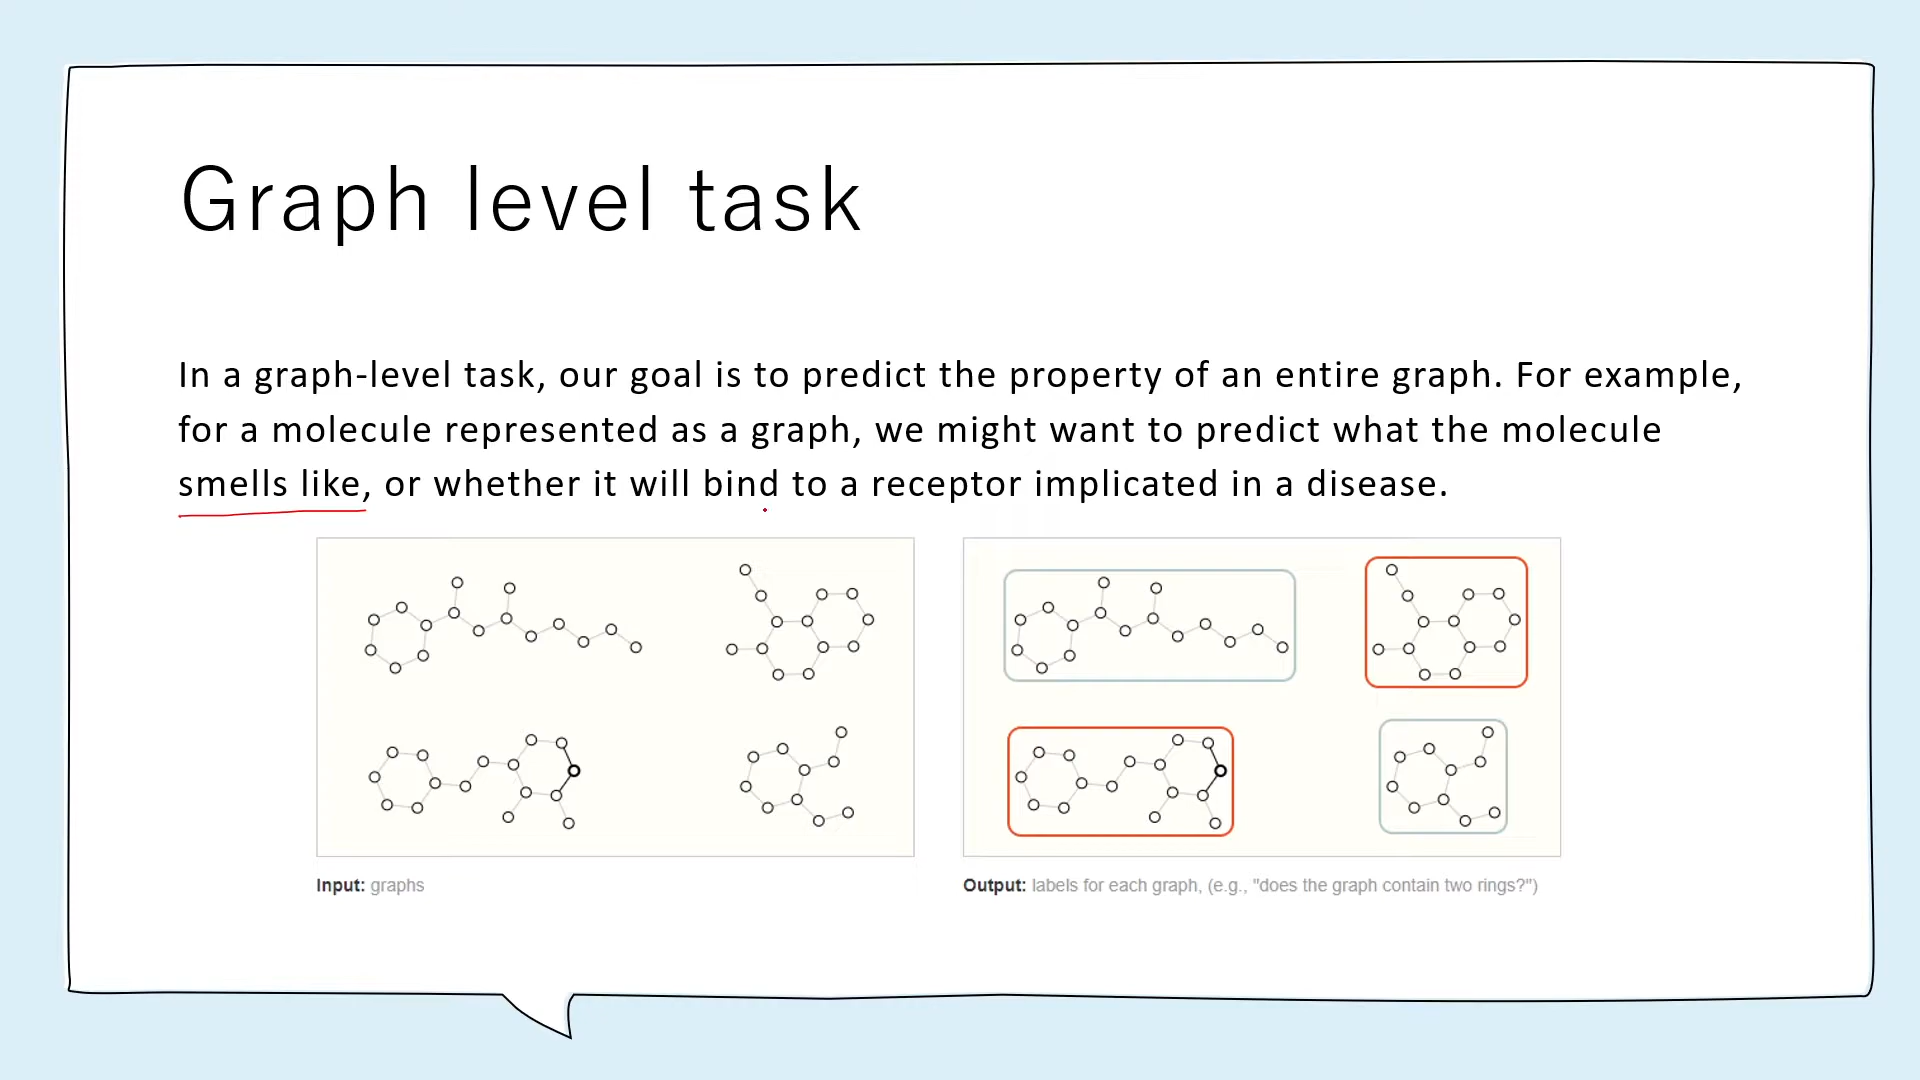 Graph level task
In a graph-level task, our goal is to predict the property of an entire graph. For example,
for a molecule represented as a graph, we might want to predict what the molecule
smells like, or whether it will bind to a receptor implicated in a disease.
Input: graphs
Output: labels for each graph, (e.g., "does the graph contain two rings?")